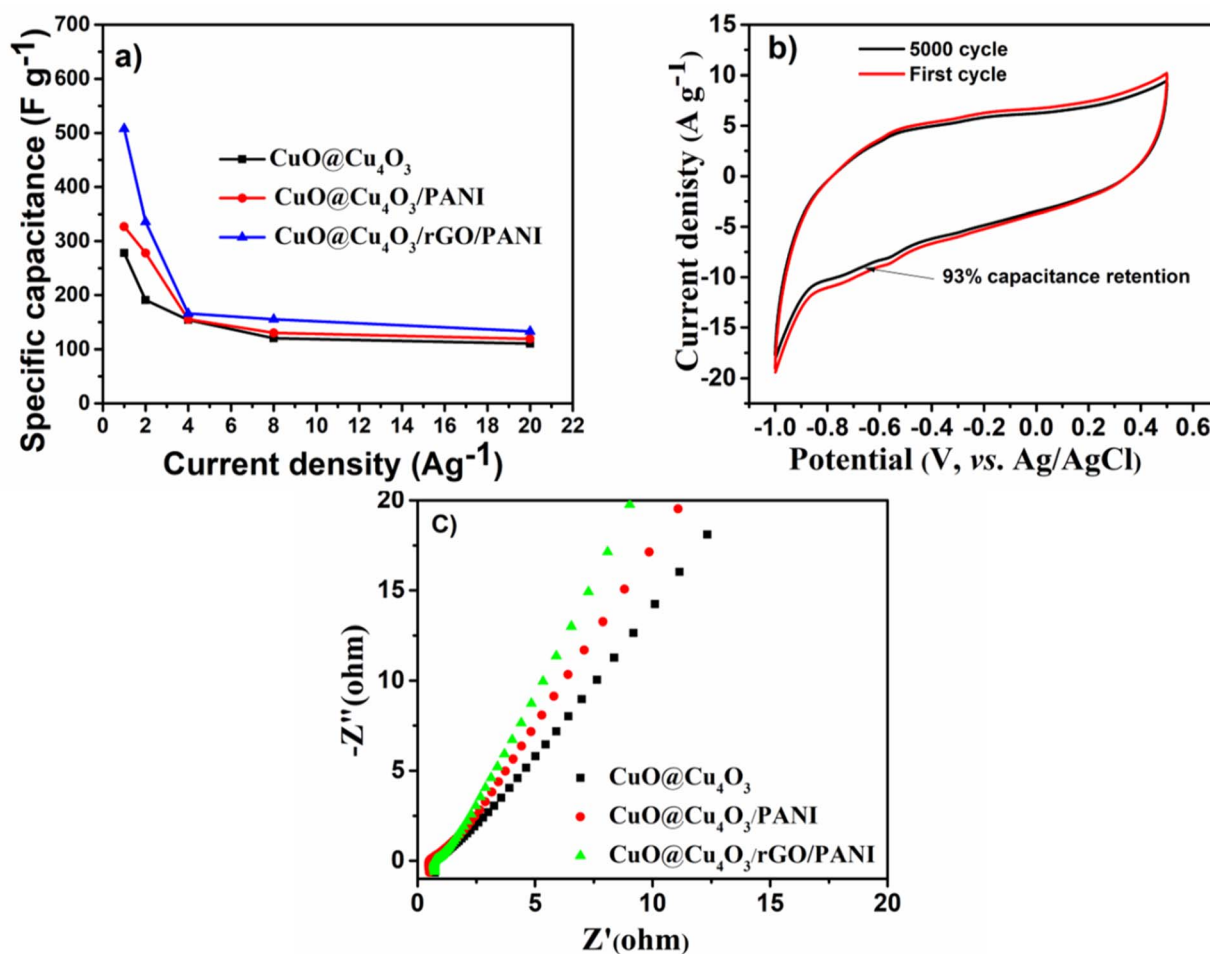 a)
Specific capacitance (F g⁻¹)
700
600
500
400
300
200
100
0
CuO@Cu₄O₃
CuO@Cu₄O₃/PANI
CuO@Cu₄O₃/rGO/PANI
0 2 4 6 8 10 12 14 16 18 20 22
Current density (Ag⁻¹)
b)
Current denisty (A g⁻¹)
15
10
5
0
-5
-10
-15
-20
5000 cycle
First cycle
93% capacitance retention
-1.0 -0.8 -0.6 -0.4 -0.2 0.0 0.2 0.4 0.6
Potential (V, vs. Ag/AgCl)
C)
-Z"(ohm)
20
15
10
5
0
CuO@Cu₄O₃
CuO@Cu₄O₃/PANI
CuO@Cu₄O₃/rGO/PANI
0 5 10 15 20
Z'(ohm)